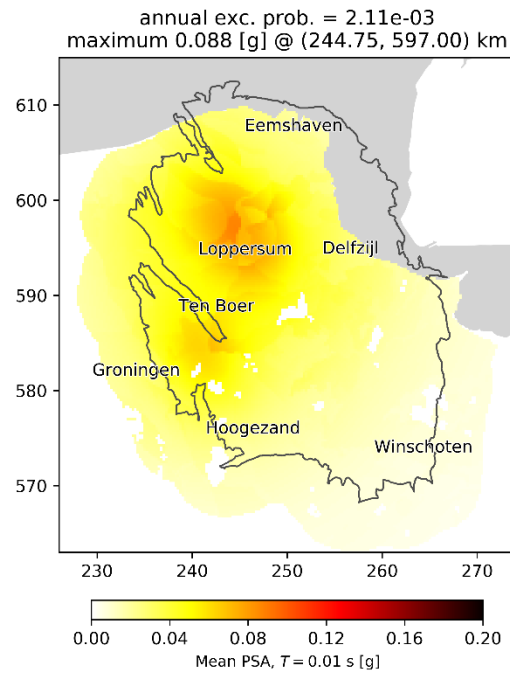 annual exc. prob. = 2.11e-03
maximum 0.088 [g] @ (244.75, 597.00) km
610
Eemshaven
600
Loppersum
Delfzijl
590
Ten Boer
Groningen
580
Hoogezand
Winschoten
570
230 240 250 260 270
0.00 0.04 0.08 0.12 0.16 0.20
Mean PSA, T = 0.01 s [g]